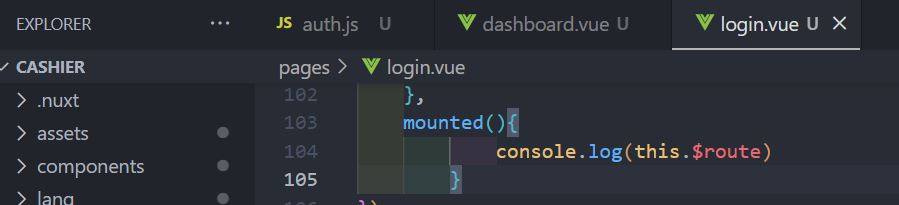 EXPLORER ...
JS auth.js U dashboard.vue U login.vue U
CASHIER
pages > login.vue
.nuxt
assets
components
lang
102 },
103 mounted(){
104 console.log(this.$route)
105 }
106 })